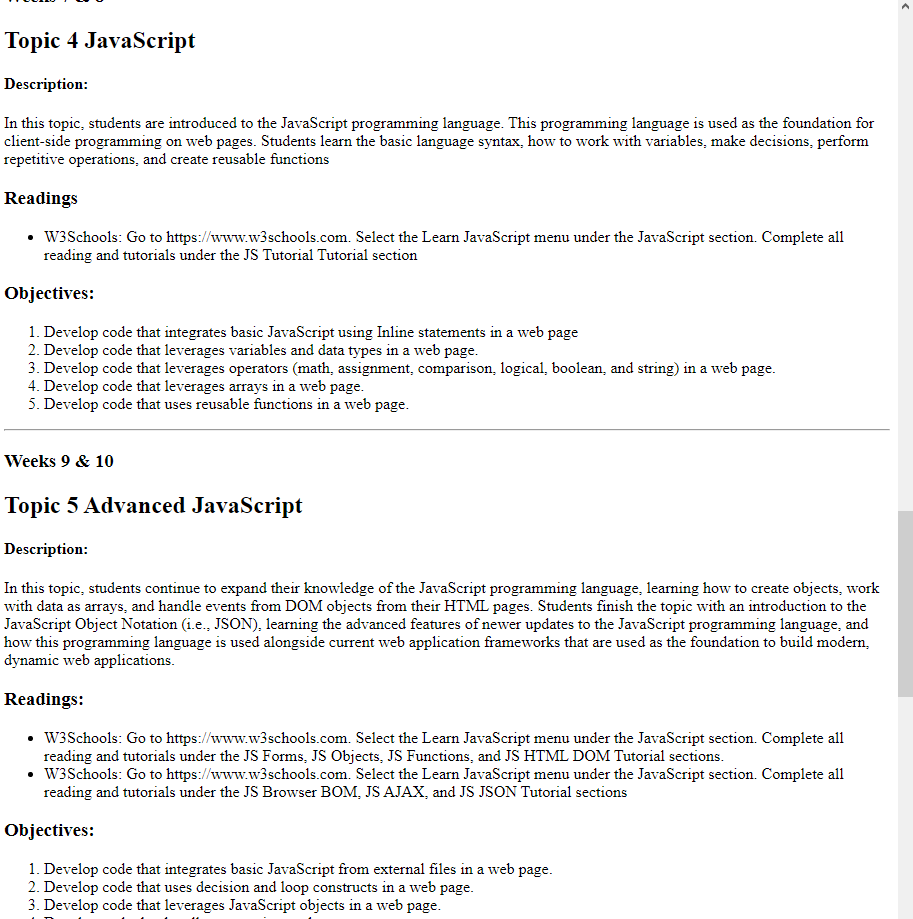 Topic 4 JavaScript
Description:
In this topic, students are introduced to the JavaScript programming language. This programming language is used as the foundation for
client-side programming on web pages. Students learn the basic language syntax, how to work with variables, make decisions, perform
repetitive operations, and create reusable functions
Readings
• W3Schools: Go to https://www.w3schools.com. Select the Learn JavaScript menu under the JavaScript section. Complete all
reading and tutorials under the JS Tutorial Tutorial section
Objectives:
1. Develop code that integrates basic JavaScript using Inline statements in a web page
2. Develop code that leverages variables and data types in a web page.
3. Develop code that leverages operators (math, assignment, comparison, logical, boolean, and string) in a web page.
4. Develop code that leverages arrays in a web page.
5. Develop code that uses reusable functions in a web page.
Weeks 9 & 10
Topic 5 Advanced JavaScript
Description:
In this topic, students continue to expand their knowledge of the JavaScript programming language, learning how to create objects, work
with data as arrays, and handle events from DOM objects from their HTML pages. Students finish the topic with an introduction to the
JavaScript Object Notation (i.e., JSON), learning the advanced features of newer updates to the JavaScript programming language, and
how this programming language is used alongside current web application frameworks that are used as the foundation to build modern,
dynamic web applications.
Readings:
• W3Schools: Go to https://www.w3schools.com. Select the Learn JavaScript menu under the JavaScript section. Complete all
reading and tutorials under the JS Forms, JS Objects, JS Functions, and JS HTML DOM Tutorial sections.
• W3Schools: Go to https://www.w3schools.com. Select the Learn JavaScript menu under the JavaScript section. Complete all
reading and tutorials under the JS Browser BOM, JS AJAX, and JS JSON Tutorial sections
Objectives:
1. Develop code that integrates basic JavaScript from external files in a web page.
2. Develop code that uses decision and loop constructs in a web page.
3. Develop code that leverages JavaScript objects in a web page.